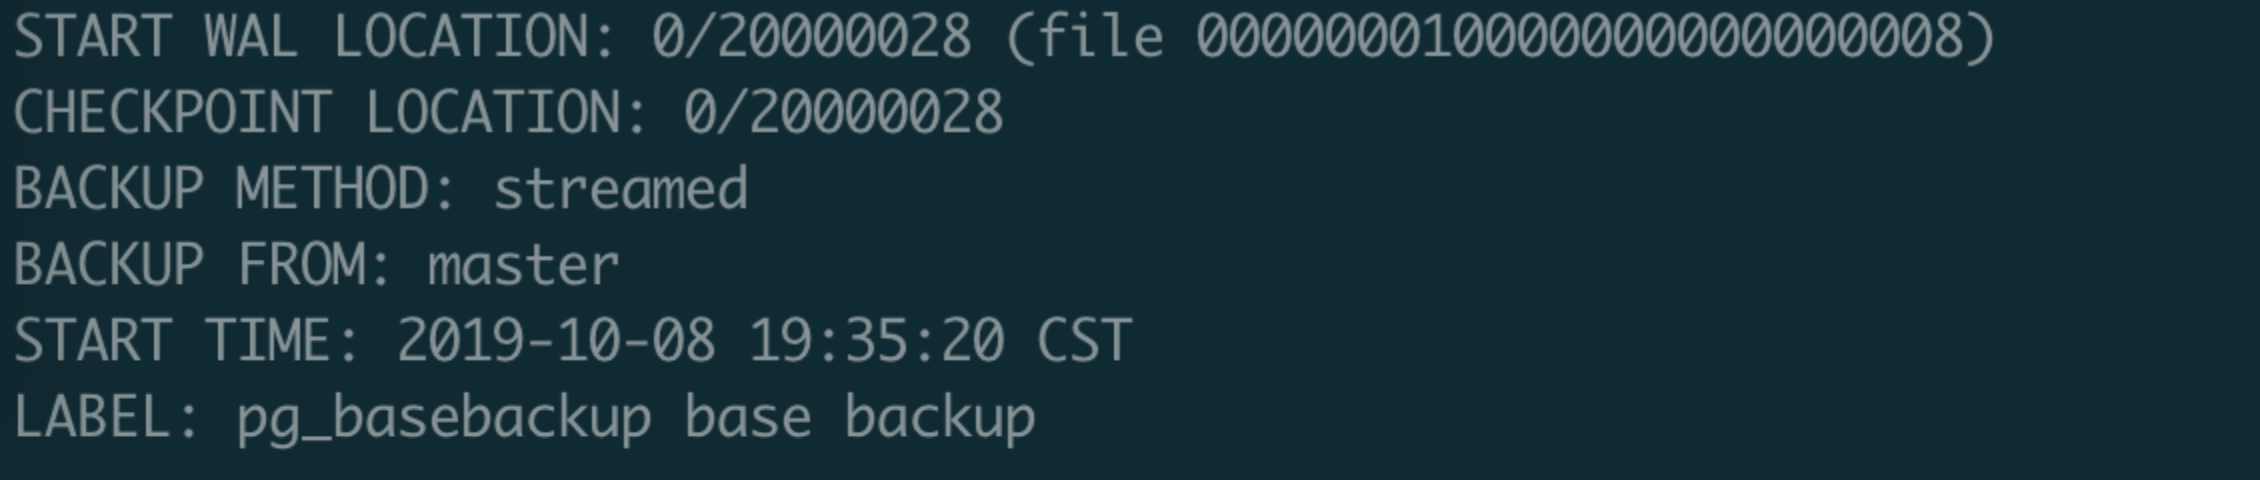 START WAL LOCATION: 0/20000028 (file 000000010000000000000008)
CHECKPOINT LOCATION: 0/20000028
BACKUP METHOD: streamed
BACKUP FROM: master
START TIME: 2019-10-08 19:35:20 CST
LABEL: pg_basebackup base backup